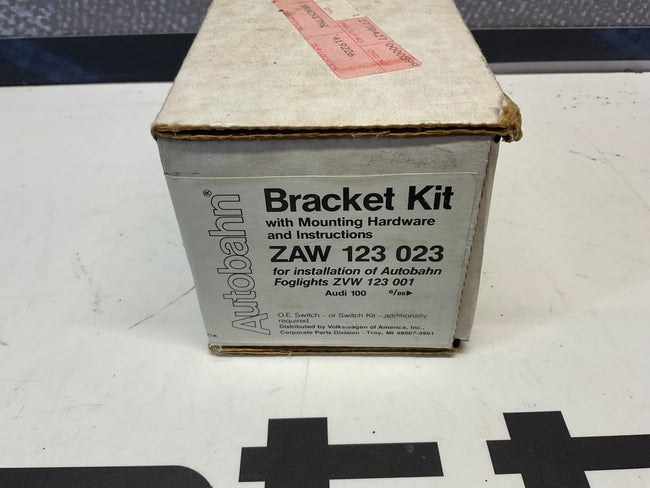 Autobahn®
Bracket Kit
with Mounting Hardware
and Instructions
ZAW 123 023
for installation of Autobahn
Foglights ZVW 123 001
Audi 100
O.E. Switch – or Switch Kit – additionally
required.
Distributed by Volkswagen of America, Inc.,
Corporate Parts Division - Troy, MI 48007-3951